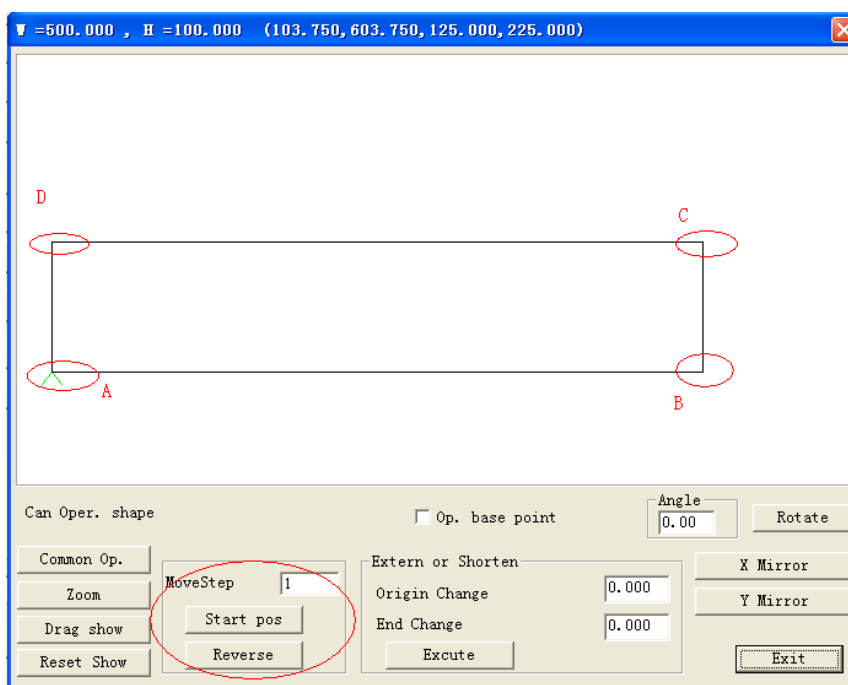 W =500.000 , H =100.000 (103.750,603.750,125.000,225.000)
D
C
A
B
Can Oper. shape
Op. base point
Angle
0.00
Rotate
Common Op.
Zoom
Drag show
Reset Show
MoveStep 1
Start pos
Reverse
Extern or Shorten
Origin Change 0.000
End Change 0.000
Excute
X Mirror
Y Mirror
Exit